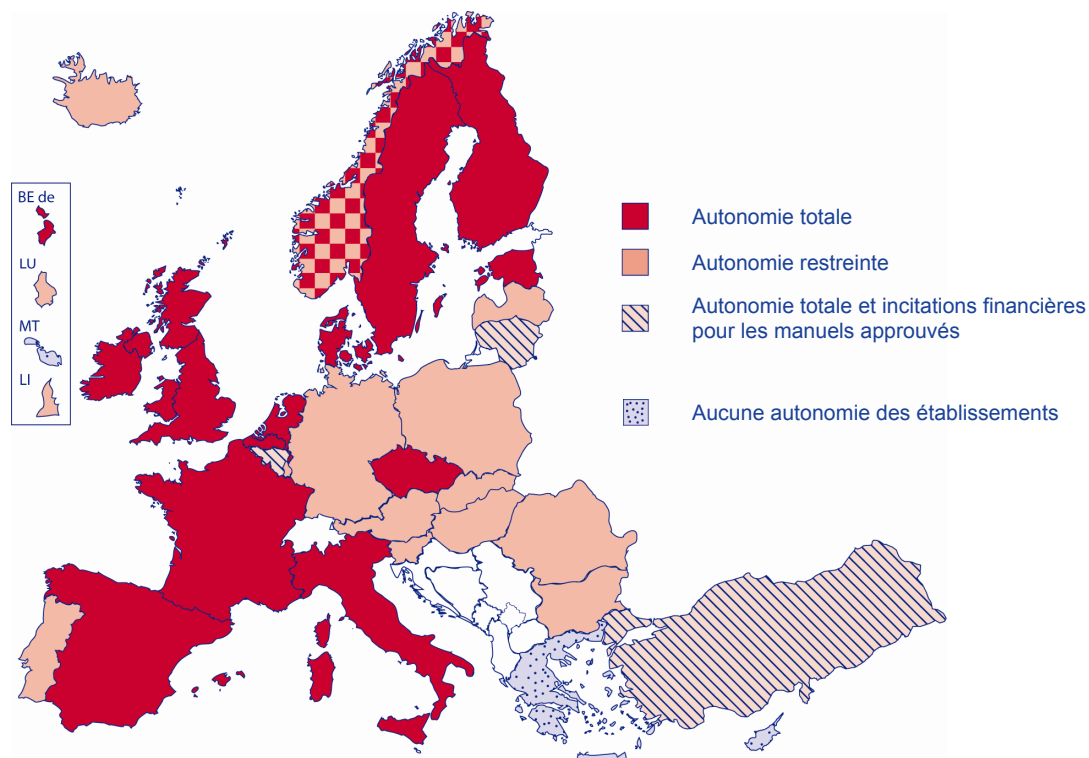 BE de
LU
MT
LI
Autonomie totale
Autonomie restreinte
Autonomie totale et incitations financières
pour les manuels approuvés
Aucune autonomie des établissements